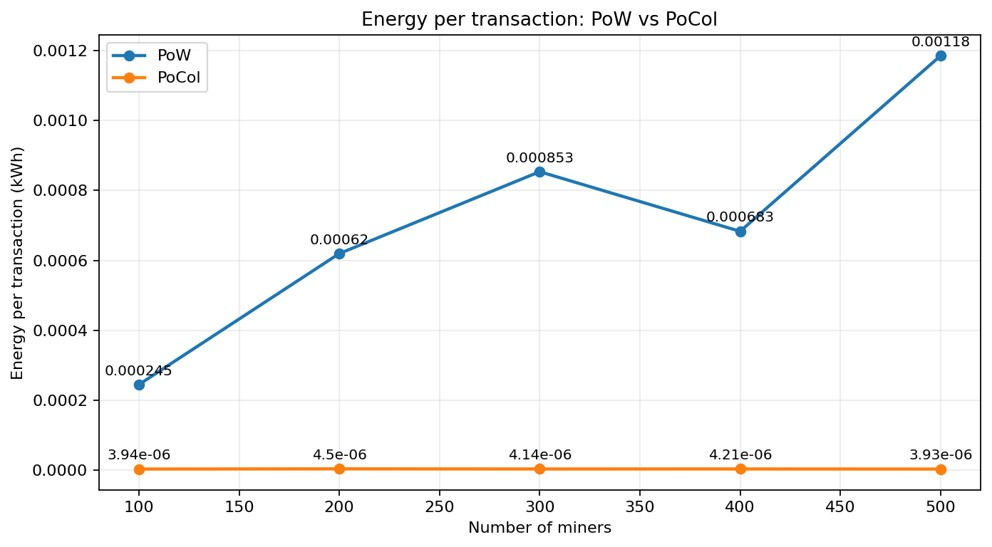 Energy per transaction: PoW vs PoCol
PoW
PoCol
Energy per transaction (kWh)
0.0012
0.0010
0.0008
0.0006
0.0004
0.0002
0.0000
0.000245
0.00062
0.000853
0.000683
0.00118
3.94e-06
4.5e-06
4.14e-06
4.21e-06
3.93e-06
100
150
200
250
300
350
400
450
500
Number of miners